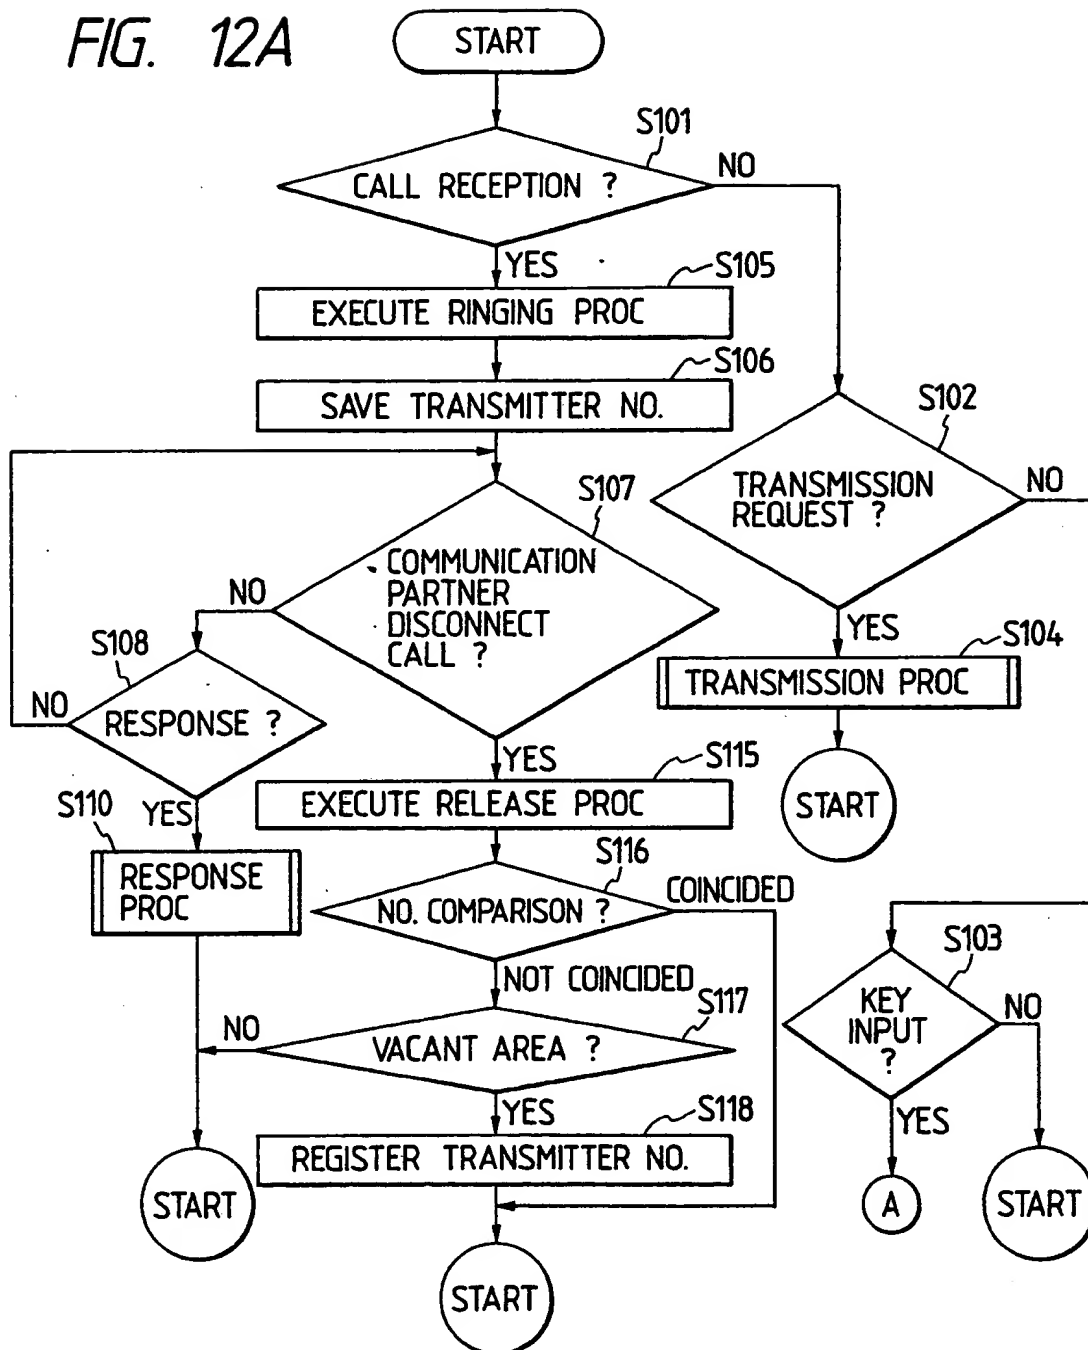 FIG. 12A
START
S101
CALL RECEPTION ?
NO
YES
S105
EXECUTE RINGING PROC
S106
SAVE TRANSMITTER NO.
S102
TRANSMISSION
REQUEST ?
NO
S107
COMMUNICATION
PARTNER
DISCONNECT
CALL ?
NO
YES
S104
TRANSMISSION PROC
S108
RESPONSE ?
NO
YES
START
S115
EXECUTE RELEASE PROC
YES
S110
RESPONSE
PROC
S116
NO. COMPARISON ?
COINCIDED
NOT COINCIDED
S103
KEY
INPUT
?
NO
S117
VACANT AREA ?
NO
YES
YES
S118
REGISTER TRANSMITTER NO.
START
A
START
START